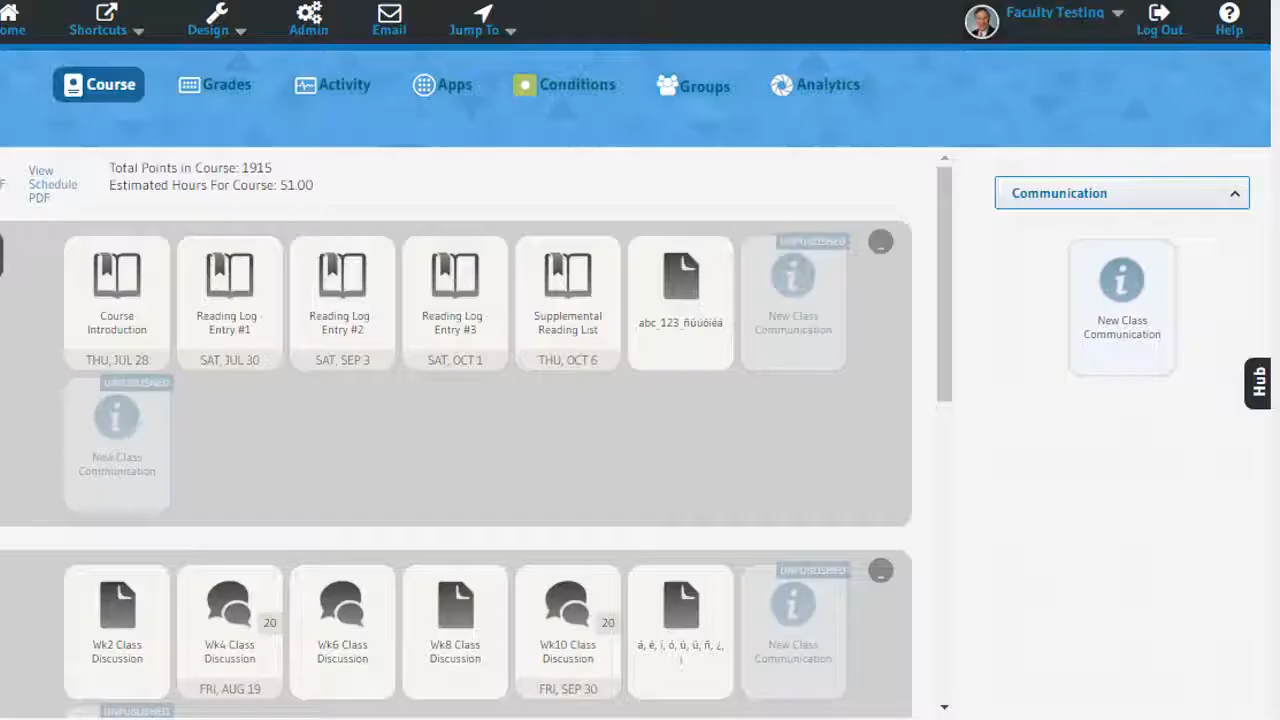 ome
Shortcuts
Design
Admin
Email
Jump To
Faculty Testing
Log Out
Help
Course
Grades
Activity
Apps
Conditions
Groups
Analytics
F
View
Schedule
PDF
Total Points in Course: 1915
Estimated Hours For Course: 51.00
Communication
New Class
Communication
Hub
Course
Introduction
THU, JUL 28
Reading Log -
Entry #1
SAT, JUL 30
Reading Log -
Entry #2
SAT, SEP 3
Reading Log -
Entry #3
SAT, OCT 1
Supplemental
Reading List
THU, OCT 6
UNPUBLISHED
New Class
Communication
UNPUBLISHED
New Class
Communication
Wk2 Class
Discussion
20
Wk4 Class
Discussion
FRI, AUG 19
Wk6 Class
Discussion
Wk8 Class
Discussion
20
Wk10 Class
Discussion
FRI, SEP 30
á, é, í, ó, ú, ü, ñ, ¿,
¡
UNPUBLISHED
New Class
Communication
UNPUBLISHED